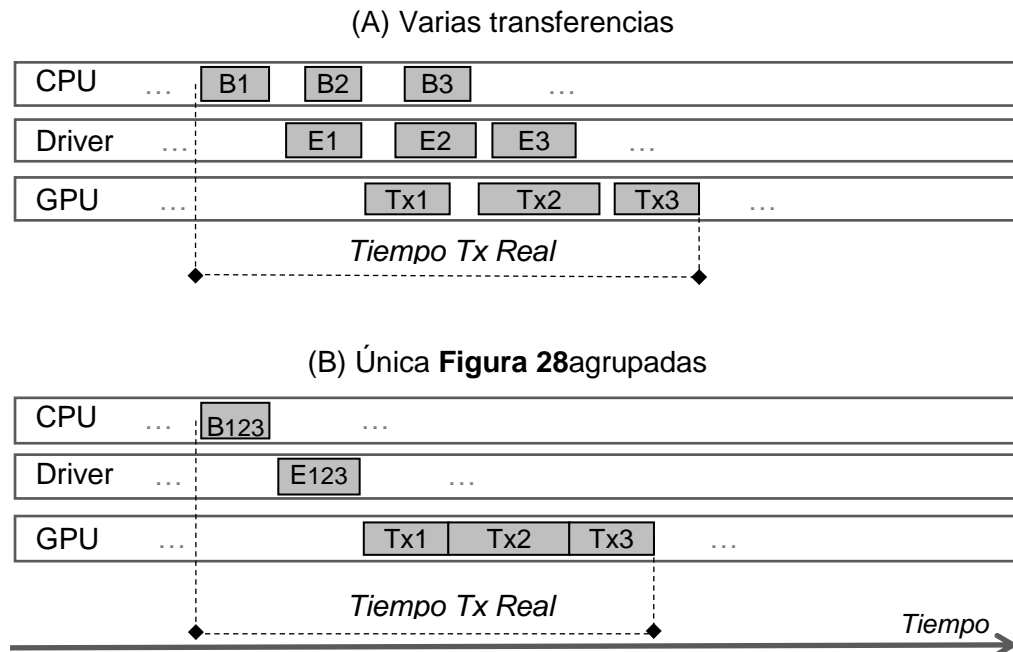 (A) Varias transferencias
CPU ... B1 B2 B3 ...
Driver ... E1 E2 E3 ...
GPU ... Tx1 Tx2 Tx3 ...
Tiempo Tx Real
(B) Única Figura 28agrupadas
CPU ... B123 ...
Driver ... E123 ...
GPU ... Tx1 Tx2 Tx3 ...
Tiempo Tx Real
Tiempo